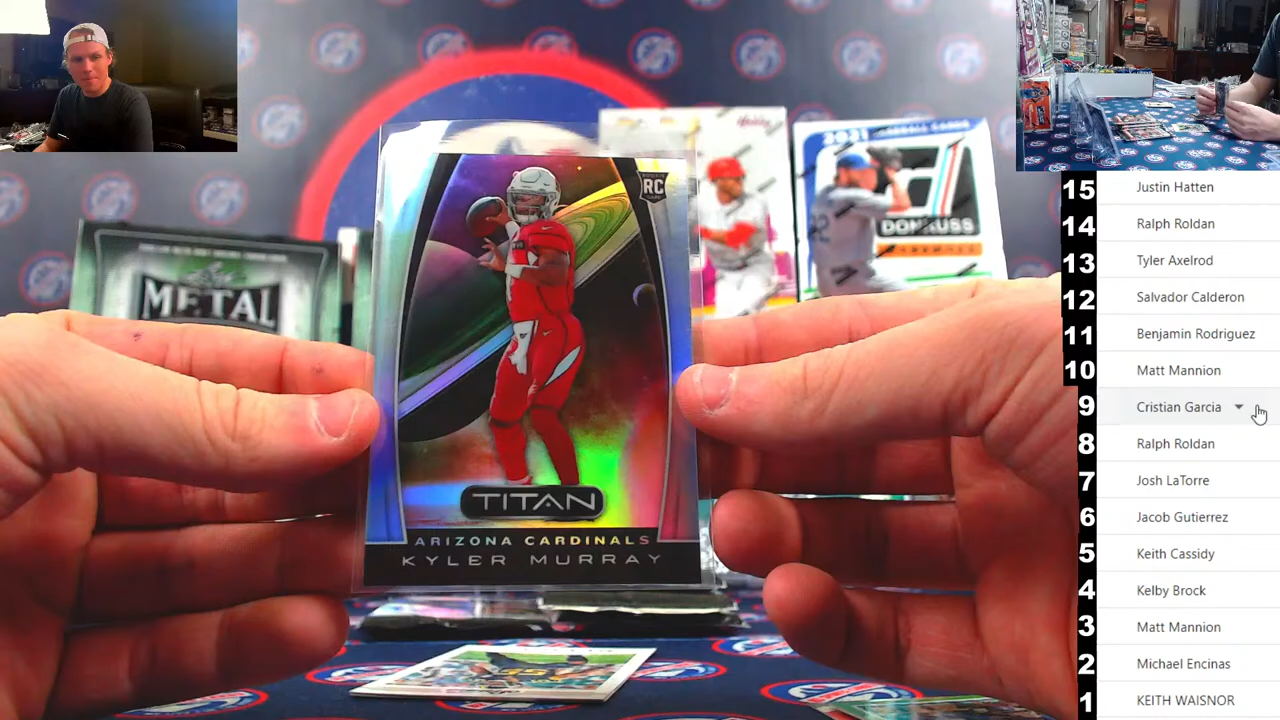 METAL
2021 BASEBALL CARDS
DONRUSS
RC
TITAN
ARIZONA CARDINALS
KYLER MURRAY
15 Justin Hatten
14 Ralph Roldan
13 Tyler Axelrod
12 Salvador Calderon
11 Benjamin Rodriguez
10 Matt Mannion
9 Cristian Garcia
8 Ralph Roldan
7 Josh LaTorre
6 Jacob Gutierrez
5 Keith Cassidy
4 Kelby Brock
3 Matt Mannion
2 Michael Encinas
1 KEITH WAISNOR